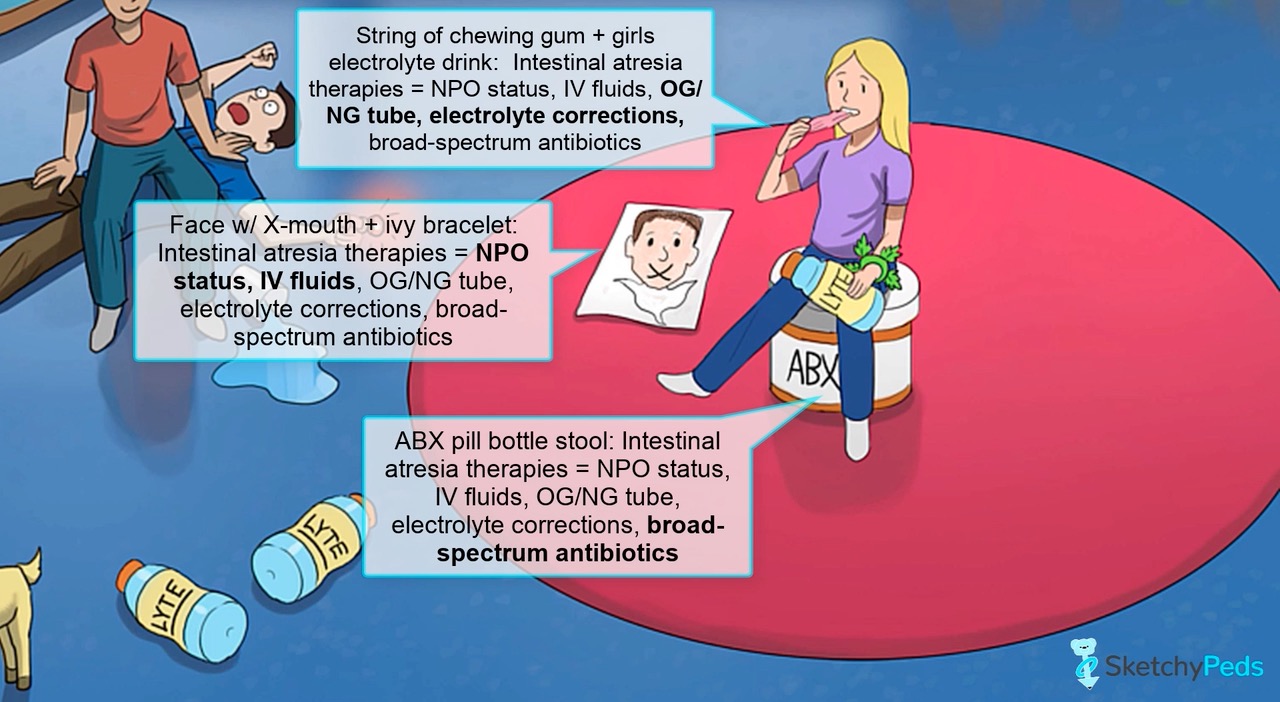 String of chewing gum + girls
electrolyte drink: Intestinal atresia
therapies = NPO status, IV fluids, OG/
NG tube, electrolyte corrections,
broad-spectrum antibiotics
Face w/ X-mouth + ivy bracelet:
Intestinal atresia therapies = NPO
status, IV fluids, OG/NG tube,
electrolyte corrections, broad-
spectrum antibiotics
LYTE
ABX
ABX pill bottle stool: Intestinal
atresia therapies = NPO status,
IV fluids, OG/NG tube,
electrolyte corrections, broad-
spectrum antibiotics
LYTE
LYTE
SketchyPeds